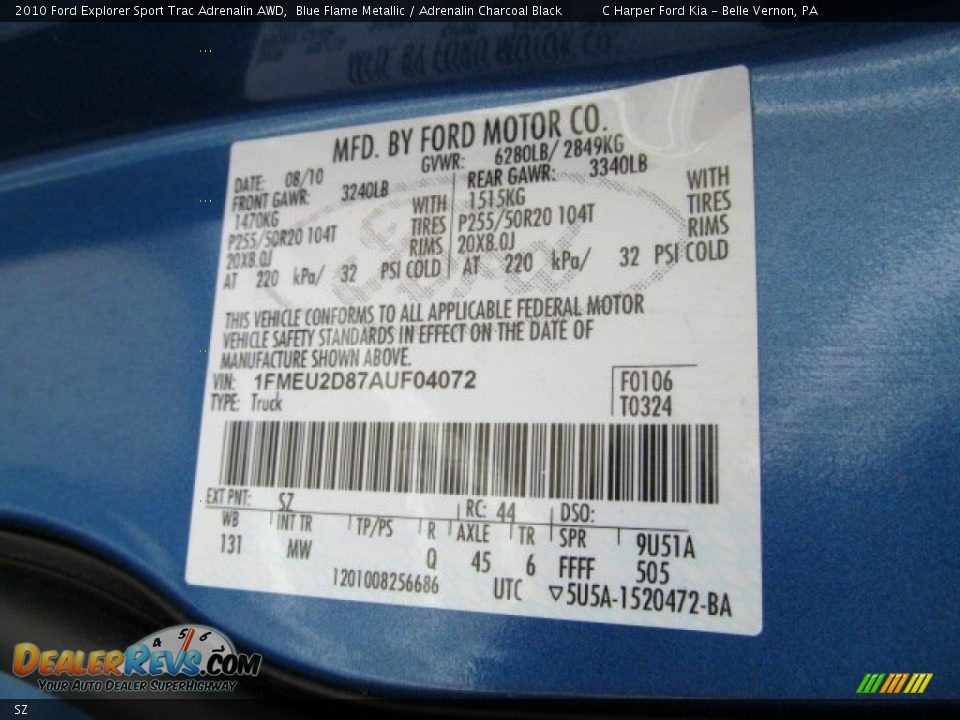 2010 Ford Explorer Sport Trac Adrenalin AWD, Blue Flame Metallic / Adrenalin Charcoal Black C Harper Ford Kia - Belle Vernon, PA
MFD. BY FORD MOTOR CO.
DATE: 08/10 GVWR: 6280LB/ 2849KG
FRONT GAWR: 3240LB REAR GAWR: 3340LB
1470KG WITH 1515KG WITH
P255/50R20 104T TIRES P255/50R20 104T TIRES
20X8.0J RIMS 20X8.0J RIMS
AT 220 kPa/ 32 PSI COLD AT 220 kPa/ 32 PSI COLD
THIS VEHICLE CONFORMS TO ALL APPLICABLE FEDERAL MOTOR
VEHICLE SAFETY STANDARDS IN EFFECT ON THE DATE OF
MANUFACTURE SHOWN ABOVE.
VIN: 1FMEU2D87AUF04072 F0106
TYPE: Truck T0324
EXT PNT: SZ RC: 44 DSO:
WB INT TR TP/PS R AXLE TR SPR 9U51A
131 MW Q 45 6 FFFF 505
1201008256686 UTC ▽5U5A-1520472-BA
DEALERREVS.COM
YOUR AUTO DEALER SUPERHIGHWAY
SZ